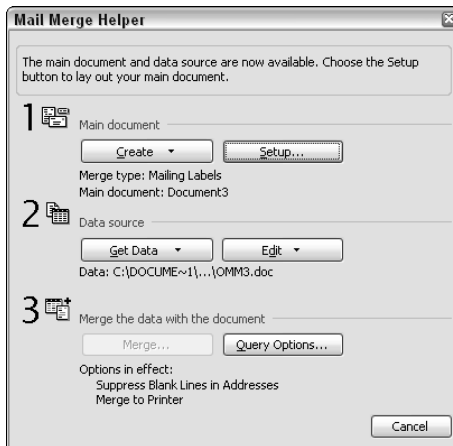 Mail Merge Helper
The main document and data source are now available. Choose the Setup
button to lay out your main document.
1
Main document
Create
Setup...
Merge type: Mailing Labels
Main document: Document3
2
Data source
Get Data
Edit
Data: C:\DOCUME~1\...\OMM3.doc
3
Merge the data with the document
Merge...
Query Options...
Options in effect:
Suppress Blank Lines in Addresses
Merge to Printer
Cancel